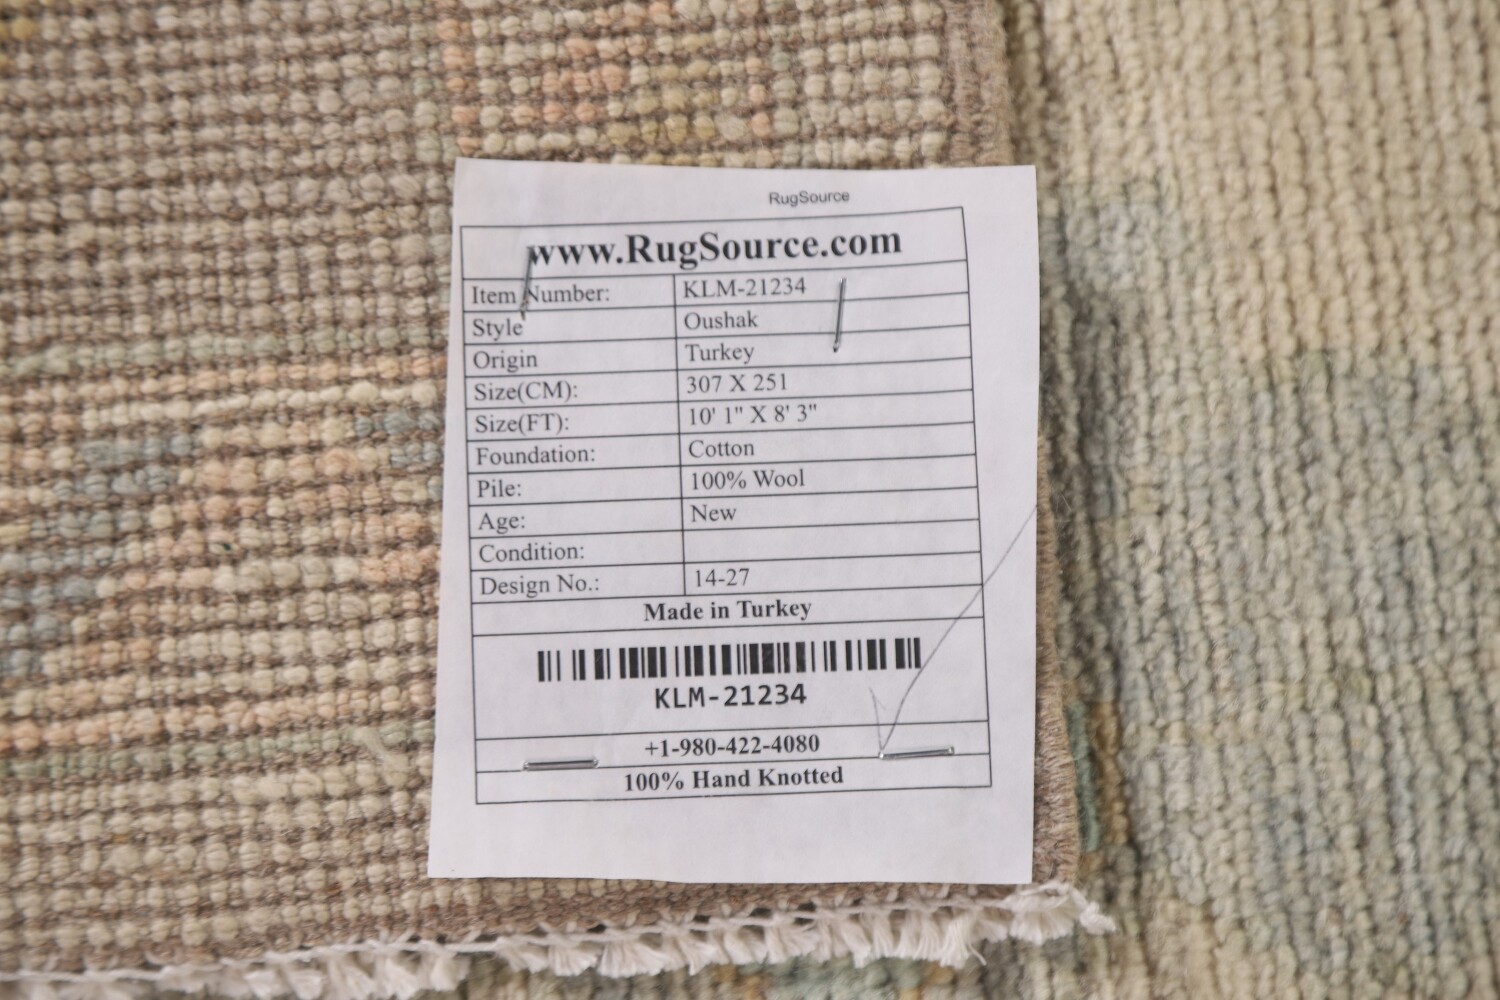 RugSource
www.RugSource.com
Item Number: KLM-21234
Style Oushak
Origin Turkey
Size(CM): 307 X 251
Size(FT): 10' 1" X 8' 3"
Foundation: Cotton
Pile: 100% Wool
Age: New
Condition:
Design No.: 14-27
Made in Turkey
KLM-21234
+1-980-422-4080
100% Hand Knotted